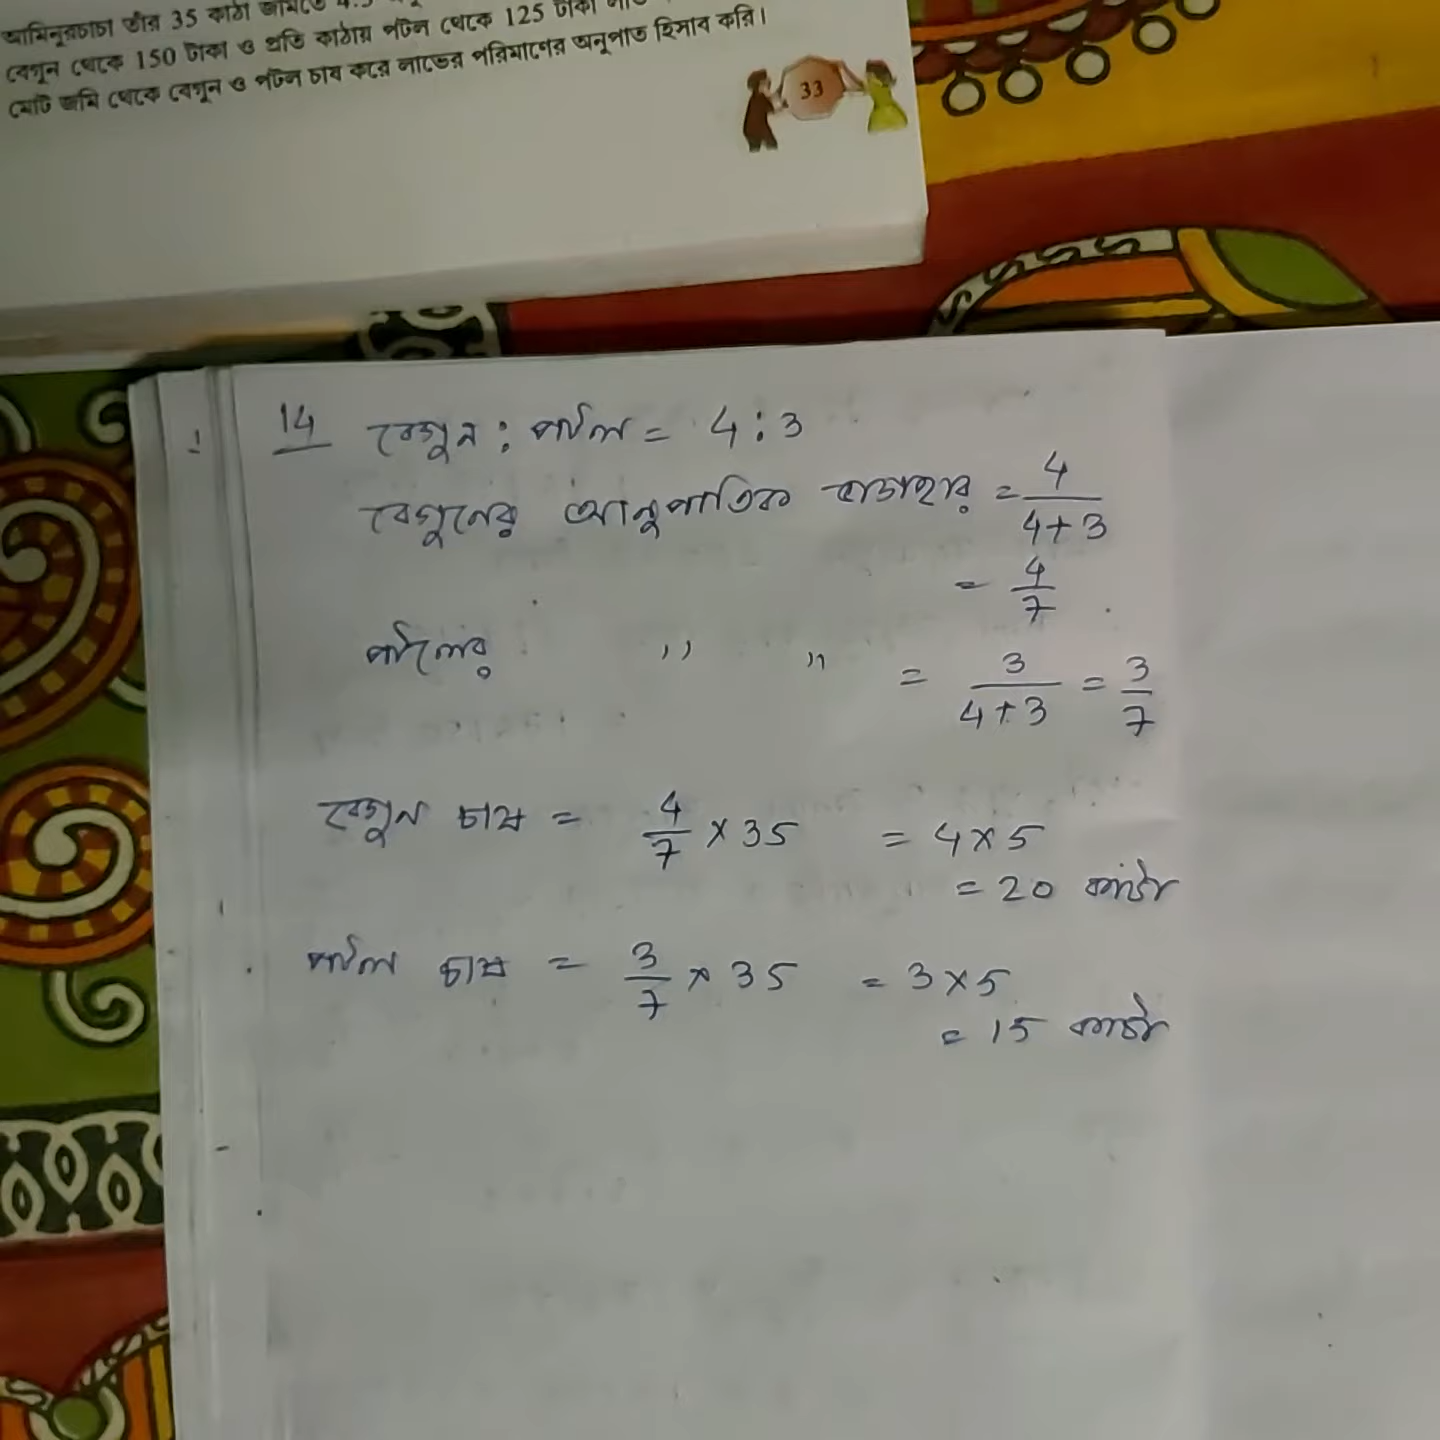 আমিনুরচাচা তাঁর 35 কাঠা জমিতে
বেগুন থেকে 150 টাকা ও প্রতি কাঠায় পটল থেকে 125 টাকা
মোট জমি থেকে বেগুন ও পটল চাষ করে লাভের পরিমাণের অনুপাত হিসাব করি।
33
14 বেগুন : পটল = 4 : 3
বেগুনের আনুপাতিক ভাগহার = 4/(4+3)
= 4/7
পটলের " " = 3/(4+3) = 3/7
বেগুন চাষ = 4/7 × 35 = 4 × 5
= 20 কাঠা
পটল চাষ = 3/7 × 35 = 3 × 5
= 15 কাঠা